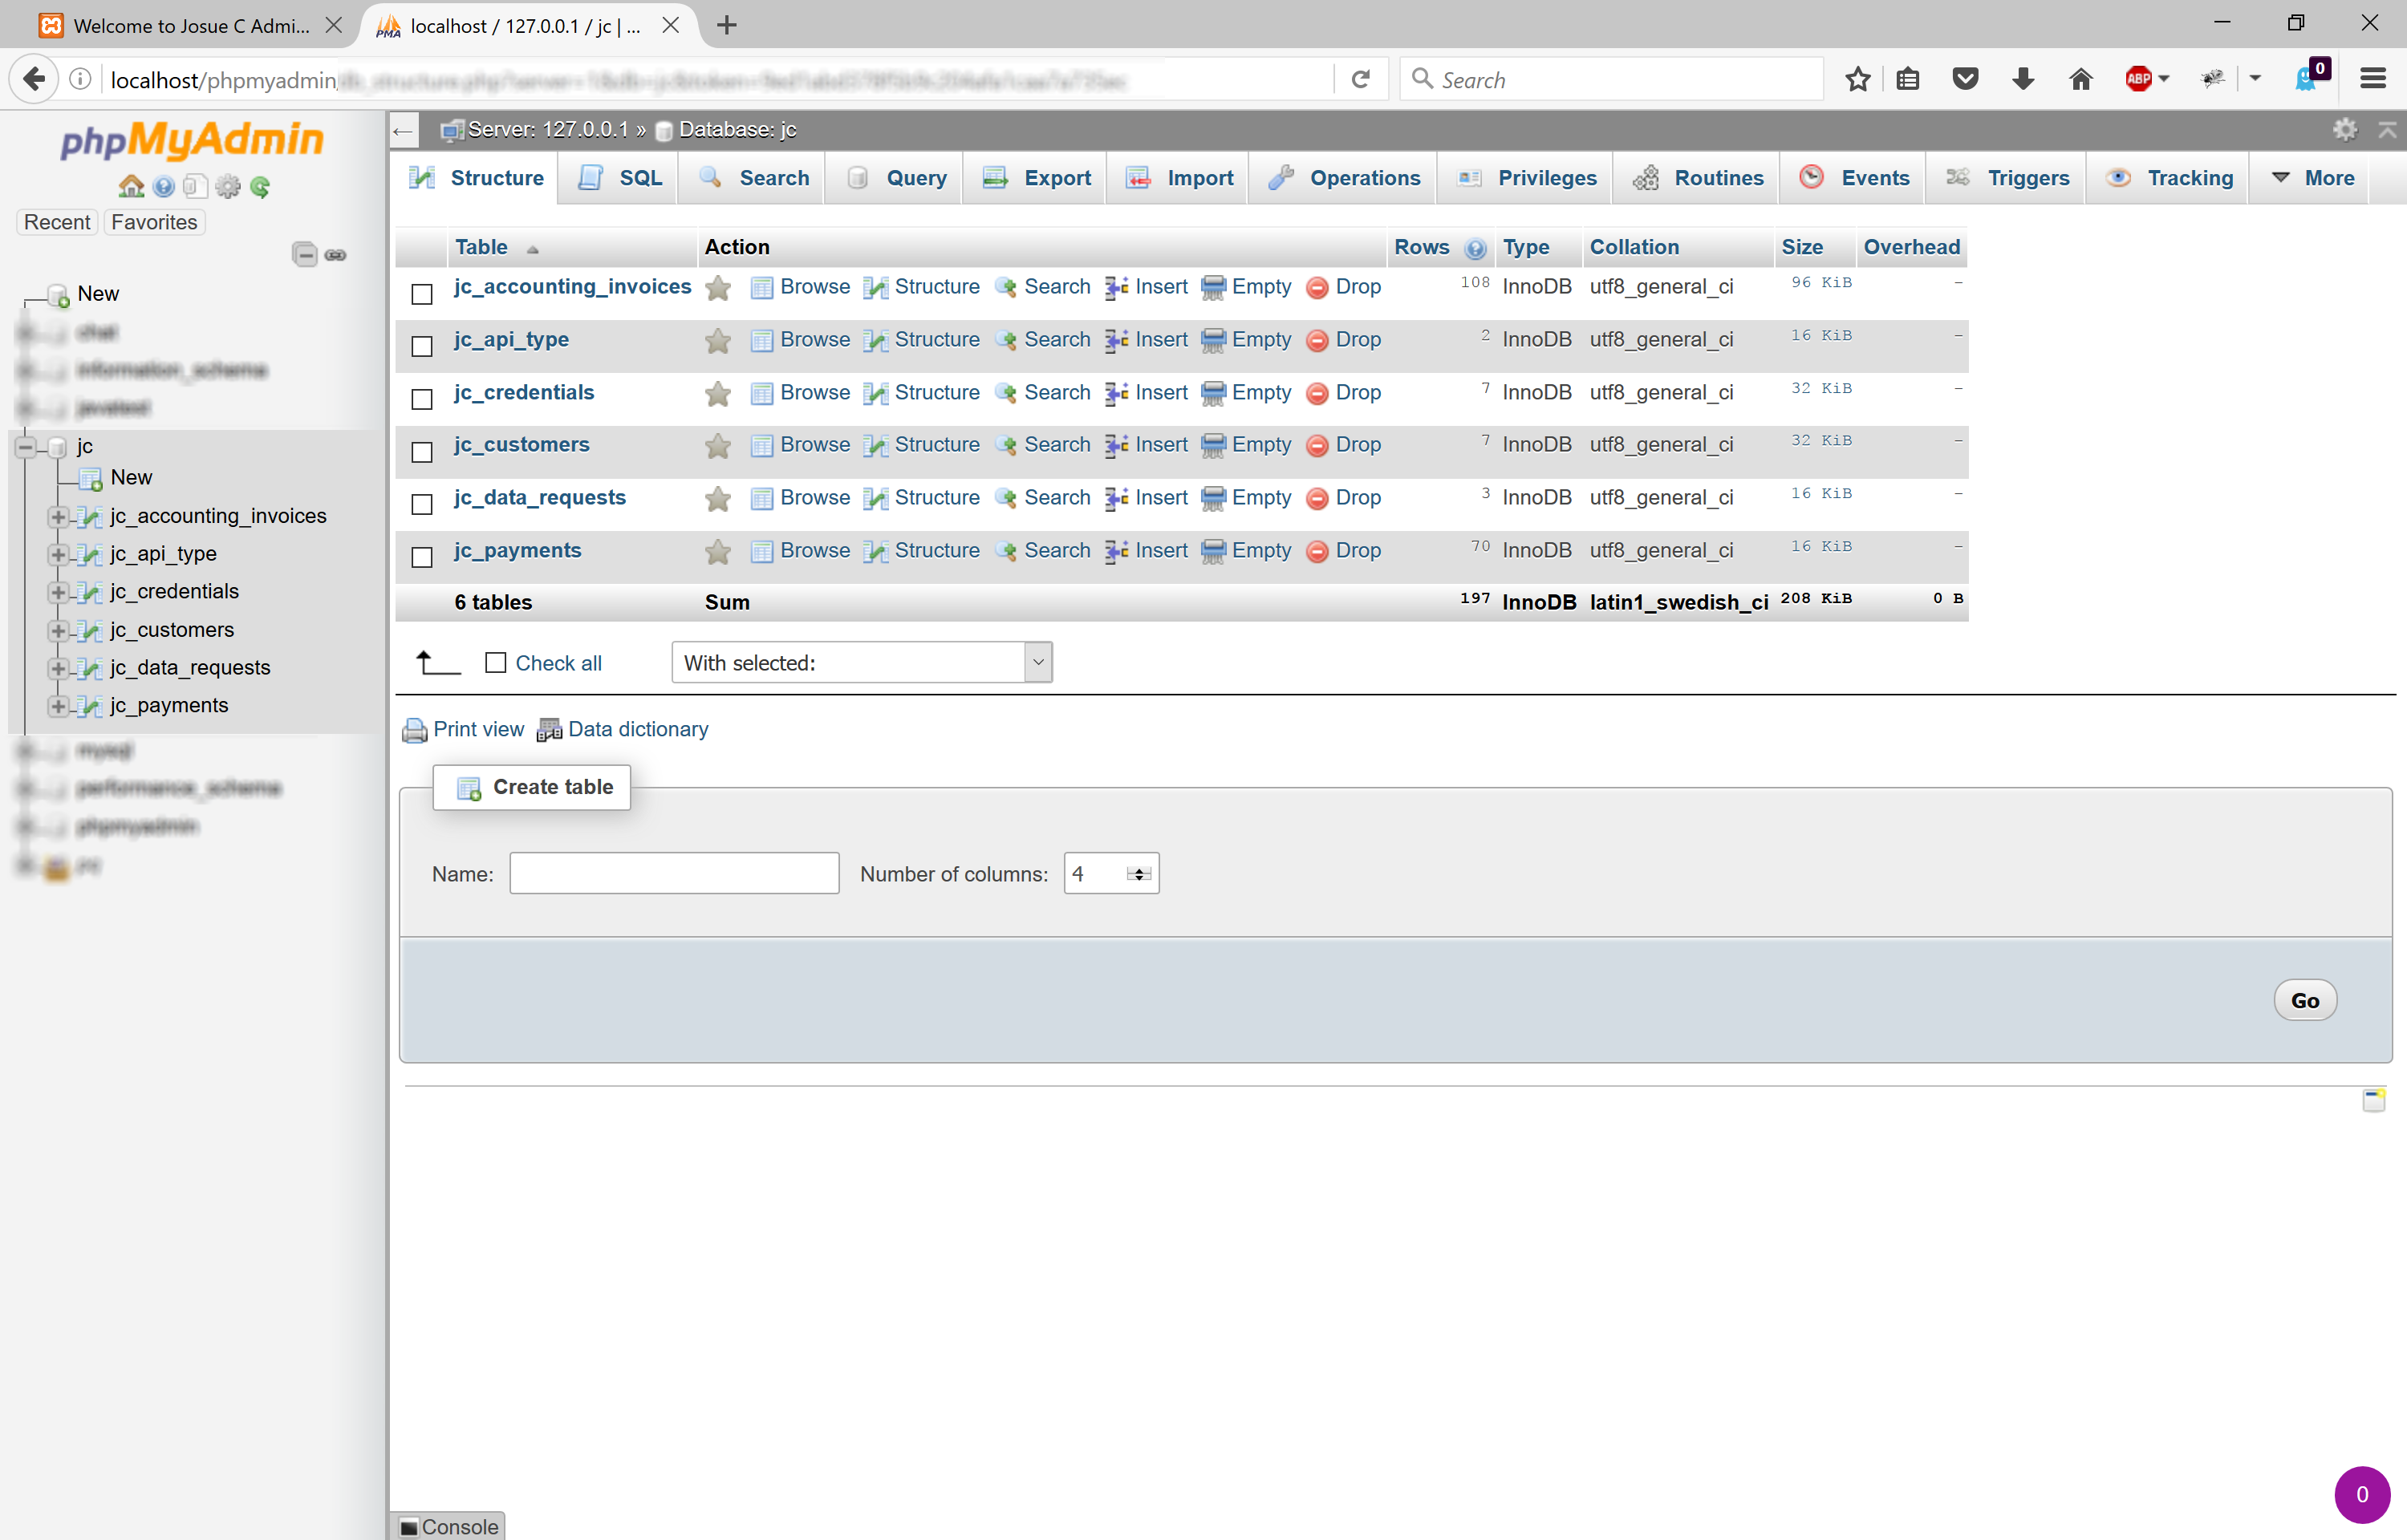 Welcome to Josue C Admi...
localhost / 127.0.0.1 / jc | ...
localhost/phpmyadmin/
Search
ABP
0
phpMyAdmin
Recent Favorites
New
jc
New
jc_accounting_invoices
jc_api_type
jc_credentials
jc_customers
jc_data_requests
jc_payments
Server: 127.0.0.1 » Database: jc
Structure SQL Search Query Export Import Operations Privileges Routines Events Triggers Tracking More
Table Action Rows Type Collation Size Overhead
jc_accounting_invoices Browse Structure Search Insert Empty Drop 108 InnoDB utf8_general_ci 96 KiB -
jc_api_type Browse Structure Search Insert Empty Drop 2 InnoDB utf8_general_ci 16 KiB -
jc_credentials Browse Structure Search Insert Empty Drop 7 InnoDB utf8_general_ci 32 KiB -
jc_customers Browse Structure Search Insert Empty Drop 7 InnoDB utf8_general_ci 32 KiB -
jc_data_requests Browse Structure Search Insert Empty Drop 3 InnoDB utf8_general_ci 16 KiB -
jc_payments Browse Structure Search Insert Empty Drop 70 InnoDB utf8_general_ci 16 KiB -
6 tables Sum 197 InnoDB latin1_swedish_ci 208 KiB 0 B
Check all With selected:
Print view Data dictionary
Create table
Name: Number of columns: 4
Go
0
Console